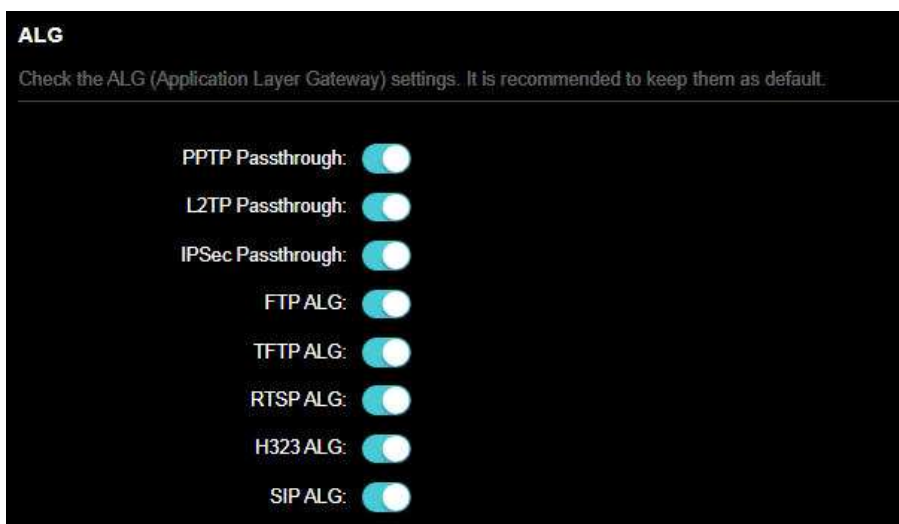 ALG
Check the ALG (Application Layer Gateway) settings. It is recommended to keep them as default.
PPTP Passthrough:
L2TP Passthrough:
IPSec Passthrough:
FTP ALG:
TFTP ALG:
RTSP ALG:
H323 ALG:
SIP ALG: